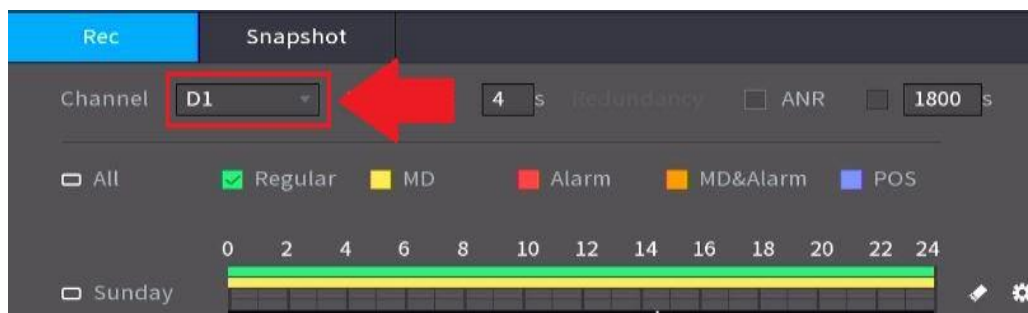 Rec Snapshot
Channel D1 4 s Redundancy ANR 1800 s
All Regular MD Alarm MD&Alarm POS
0 2 4 6 8 10 12 14 16 18 20 22 24
Sunday